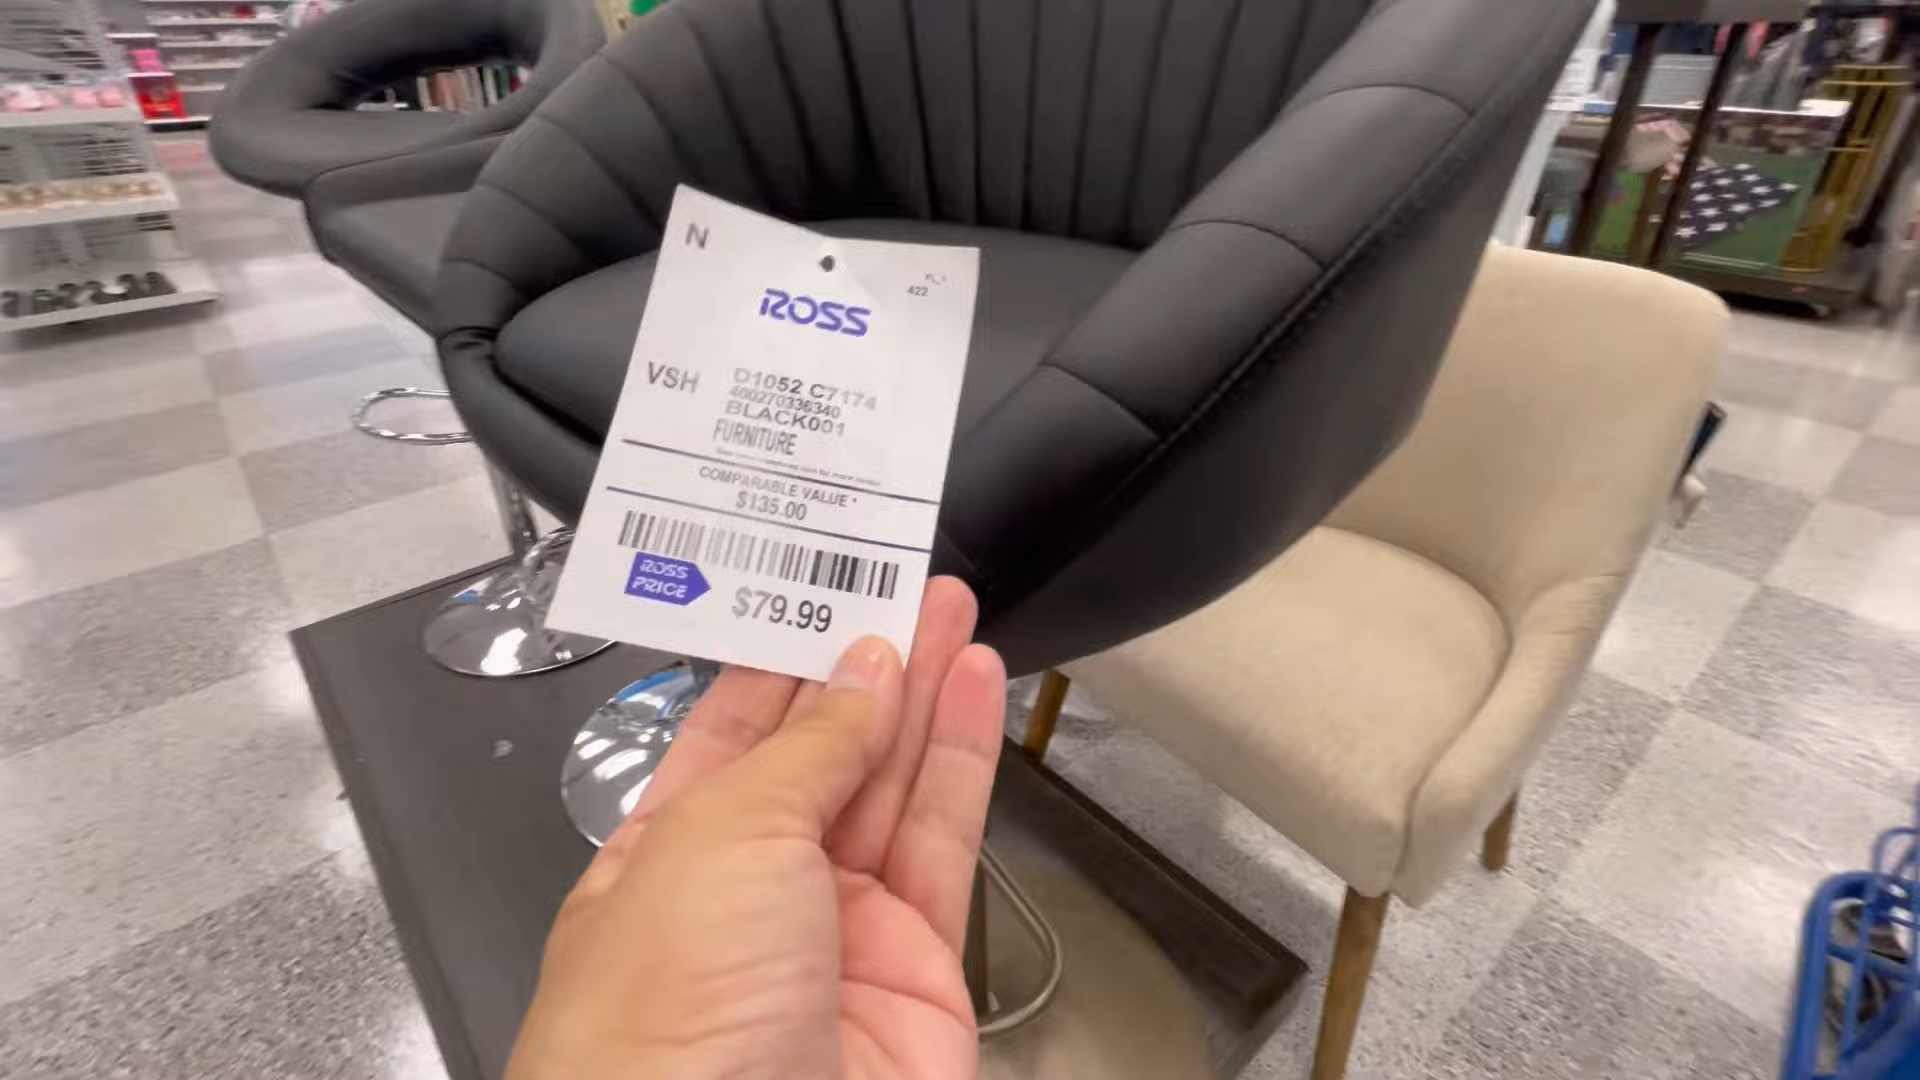 N
422
ROSS
VSH
D1052 C7174
400270336340
BLACK001
FURNITURE
COMPARABLE VALUE *
$135.00
ROSS
PRICE
$79.99